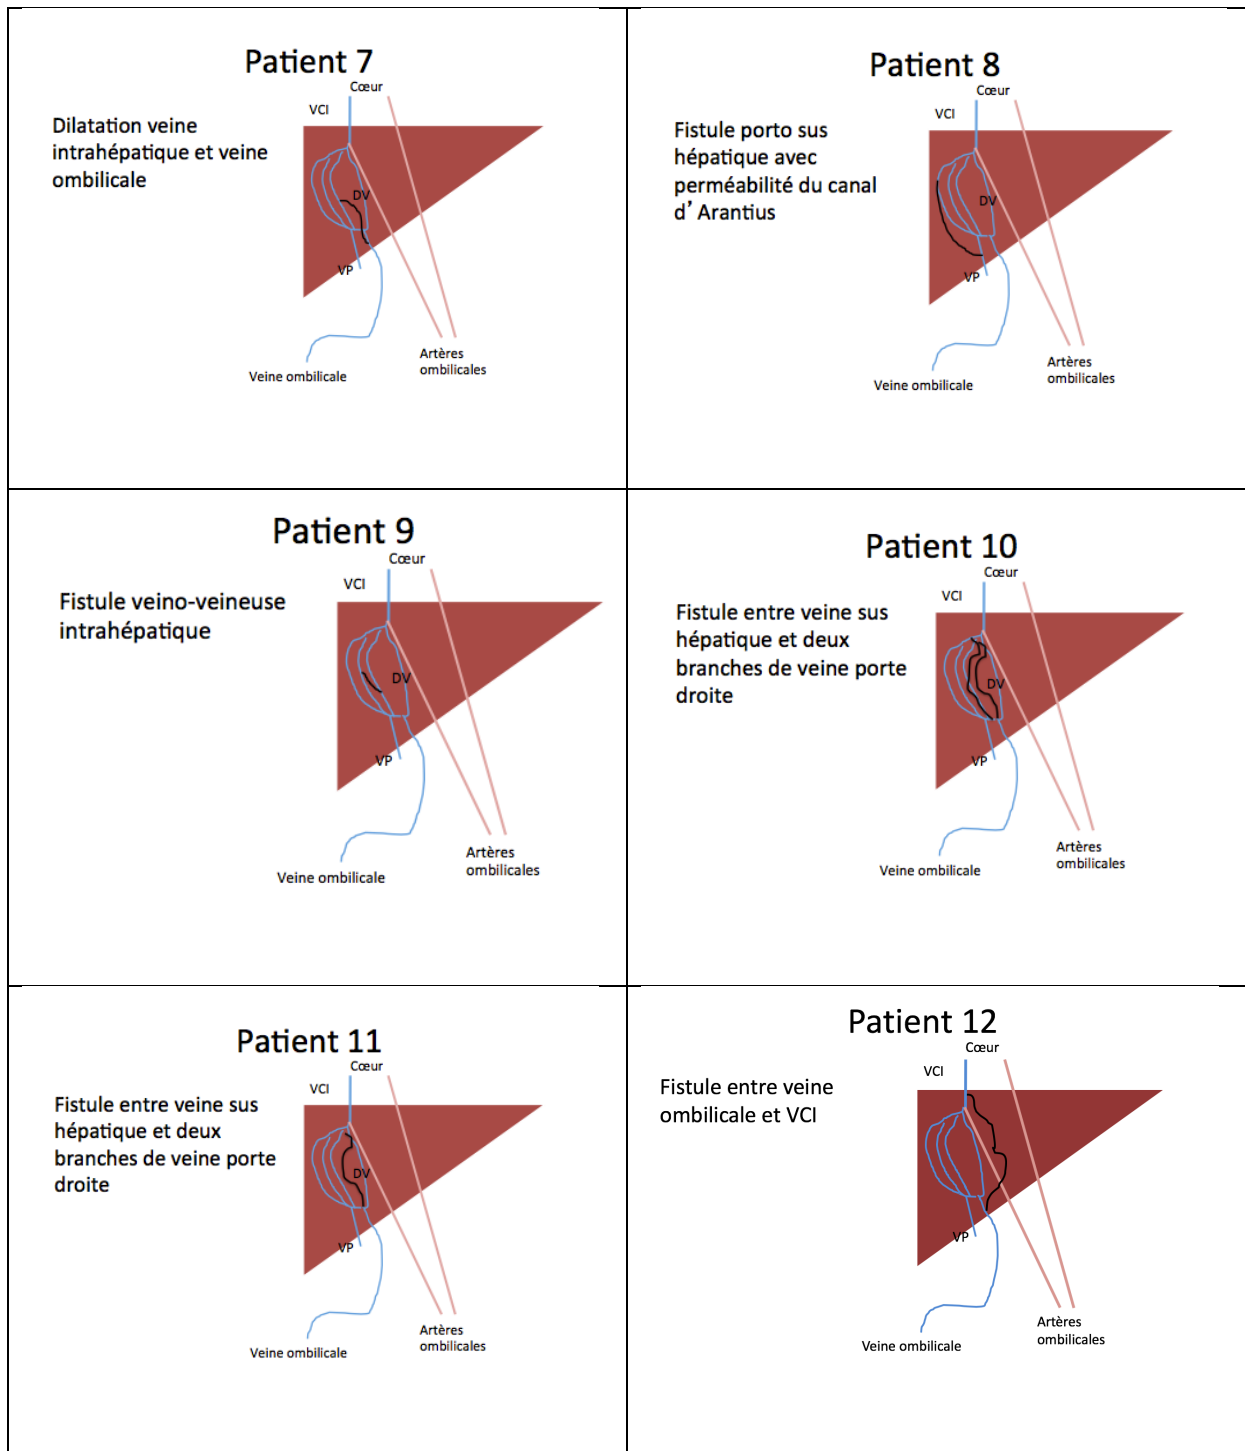 Patient 7
Cœur
VCI
Dilatation veine
intrahépatique et veine
ombilicale
DV
VP
Artères
ombilicales
Veine ombilicale
Patient 8
Cœur
VCI
Fistule porto sus
hépatique avec
perméabilité du canal
d’ Arantius
DV
VP
Artères
ombilicales
Veine ombilicale
Patient 9
Cœur
VCI
Fistule veino-veineuse
intrahépatique
DV
VP
Artères
ombilicales
Veine ombilicale
Patient 10
Cœur
VCI
Fistule entre veine sus
hépatique et deux
branches de veine porte
droite
DV
VP
Artères
ombilicales
Veine ombilicale
Patient 11
Cœur
VCI
Fistule entre veine sus
hépatique et deux
branches de veine porte
droite
DV
VP
Artères
ombilicales
Veine ombilicale
Patient 12
Cœur
VCI
Fistule entre veine
ombilicale et VCI
VP
Artères
ombilicales
Veine ombilicale